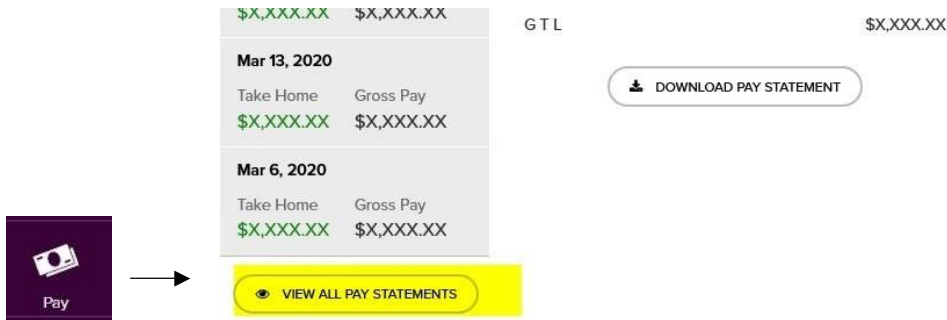 $X,XXX.XX $X,XXX.XX
G T L $X,XXX.XX
Mar 13, 2020
Take Home Gross Pay
$X,XXX.XX $X,XXX.XX
DOWNLOAD PAY STATEMENT
Mar 6, 2020
Take Home Gross Pay
$X,XXX.XX $X,XXX.XX
Pay
VIEW ALL PAY STATEMENTS